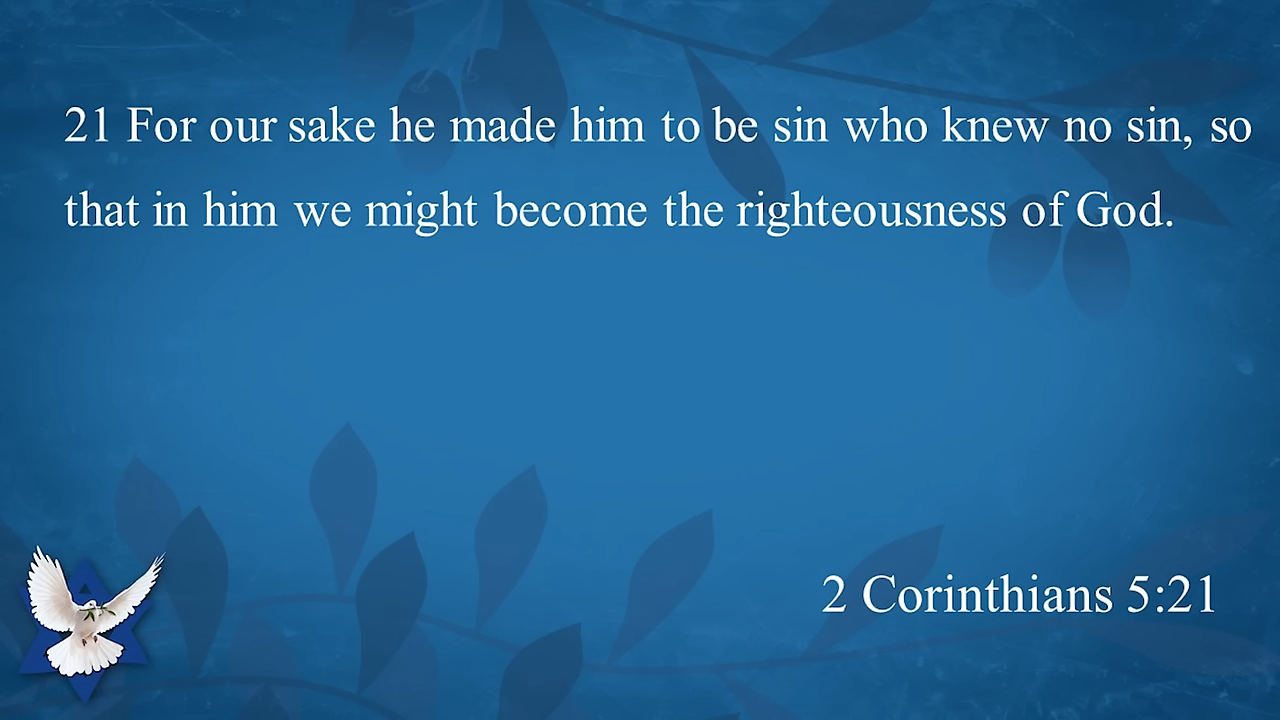 21 For our sake he made him to be sin who knew no sin, so
that in him we might become the righteousness of God.
2 Corinthians 5:21